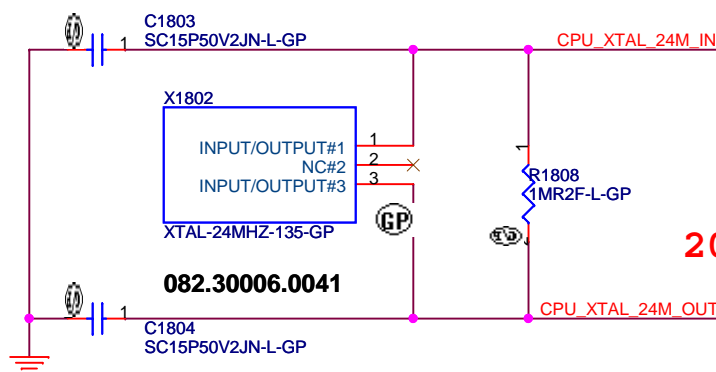 C1803
1
SC15P50V2JN-L-GP
CPU_XTAL_24M_IN
X1802
INPUT/OUTPUT#1
1
NC#2
2
INPUT/OUTPUT#3
3
1
R1808
1MR2F-L-GP
GP
XTAL-24MHZ-135-GP
20
082.30006.0041
1
CPU_XTAL_24M_OUT
C1804
SC15P50V2JN-L-GP